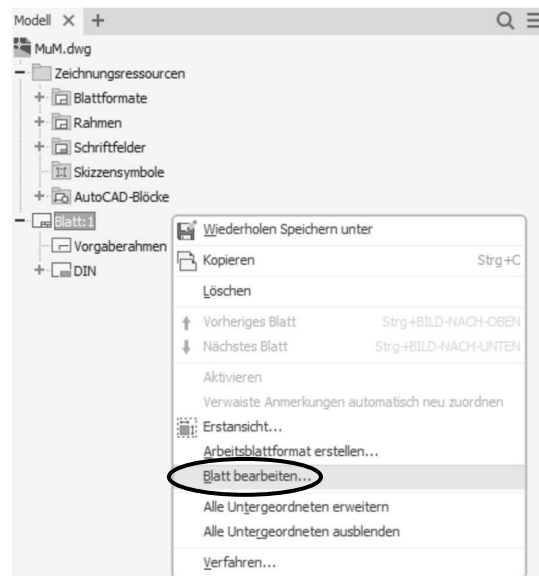 Modell
MuM.dwg
Zeichnungsressourcen
Blattformate
Rahmen
Schriftfelder
Skizzensymbole
AutoCAD-Blöcke
Blatt:1
Vorgaberahmen
DIN
Wiederholen Speichern unter
Kopieren Strg+C
Löschen
Vorheriges Blatt Strg+BILD-NACH-OBEN
Nächstes Blatt Strg+BILD-NACH-UNTEN
Aktivieren
Verwaiste Anmerkungen automatisch neu zuordnen
Erstansicht...
Arbeitsblattformat erstellen...
Blatt bearbeiten...
Alle Untergeordneten erweitern
Alle Untergeordneten ausblenden
Verfahren...